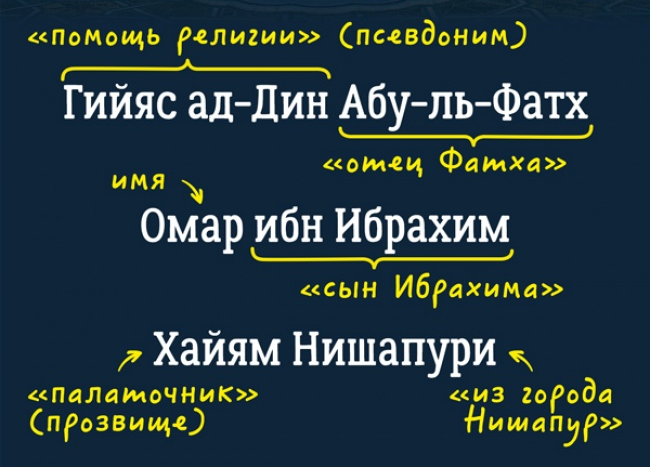 «помощь религии» (псевдоним)
Гийяс ад-Дин Абу-ль-Фатх
«отец Фатха»
имя
Омар ибн Ибрахим
«сын Ибрахима»
Хайям Нишапури
«палаточник»
(прозвище)
«из города
Нишапур»